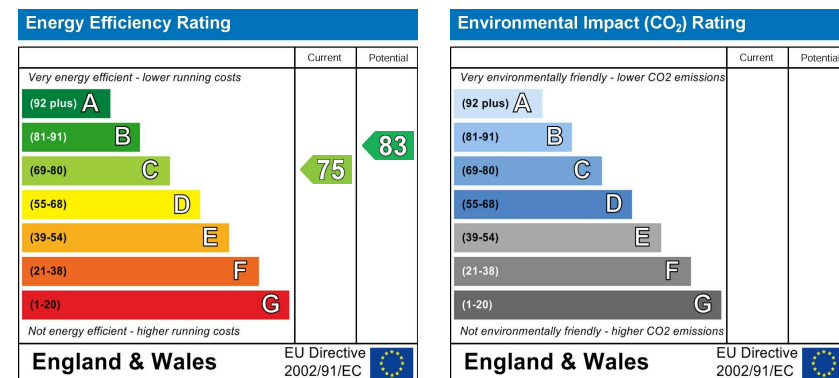 Energy Efficiency Rating
Current Potential
Very energy efficient - lower running costs
(92 plus) A
(81-91) B
(69-80) C
(55-68) D
(39-54) E
(21-38) F
(1-20) G
75
83
Not energy efficient - higher running costs
England & Wales
EU Directive
2002/91/EC
Environmental Impact (CO₂) Rating
Current Potential
Very environmentally friendly - lower CO2 emissions
(92 plus) A
(81-91) B
(69-80) C
(55-68) D
(39-54) E
(21-38) F
(1-20) G
Not environmentally friendly - higher CO2 emissions
England & Wales
EU Directive
2002/91/EC